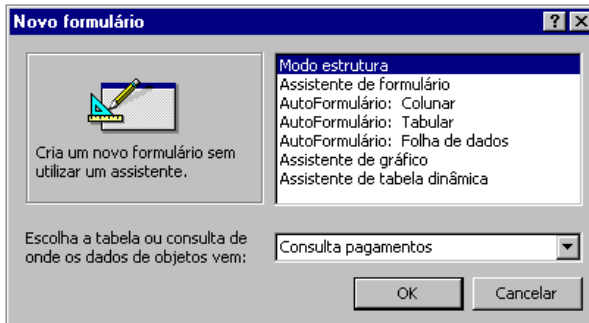 Novo formulário
Modo estrutura
Assistente de formulário
AutoFormulário: Colunar
AutoFormulário: Tabular
AutoFormulário: Folha de dados
Assistente de gráfico
Assistente de tabela dinâmica
Cria um novo formulário sem
utilizar um assistente.
Escolha a tabela ou consulta de
onde os dados de objetos vem:
Consulta pagamentos
OK
Cancelar